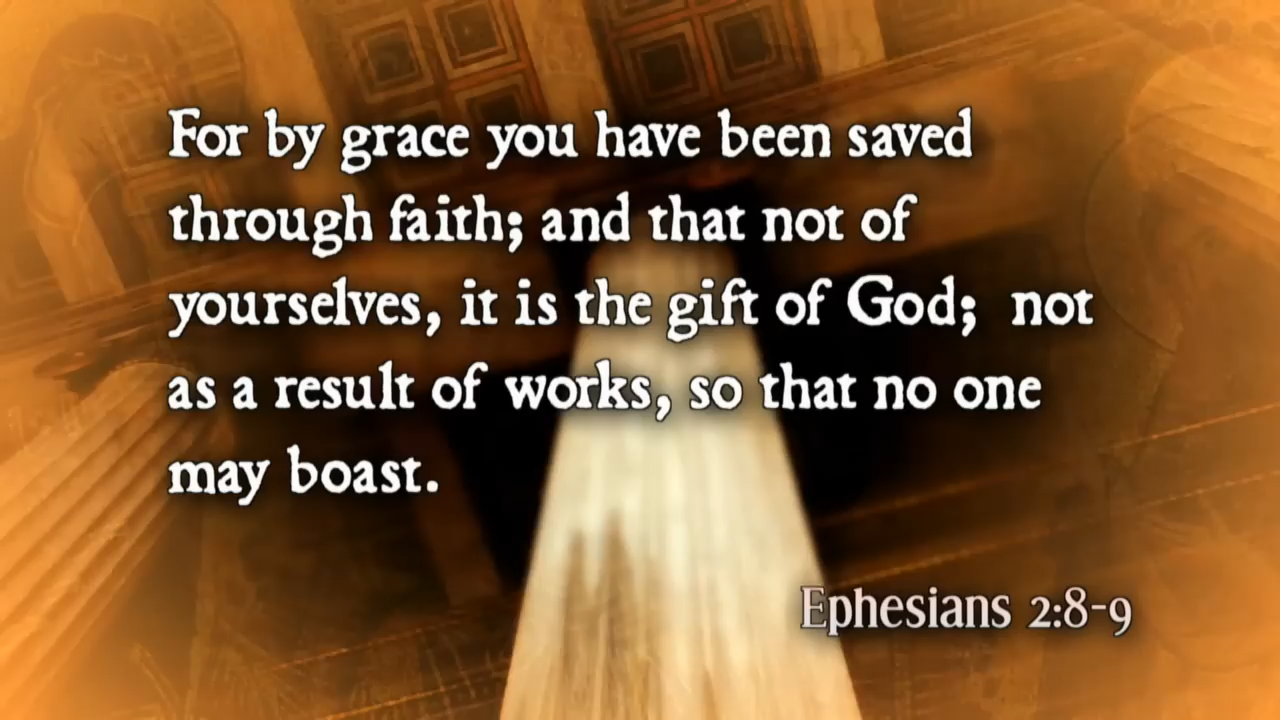 For by grace you have been saved
through faith; and that not of
yourselves, it is the gift of God;  not
as a result of works, so that no one
may boast.
Ephesians 2:8-9